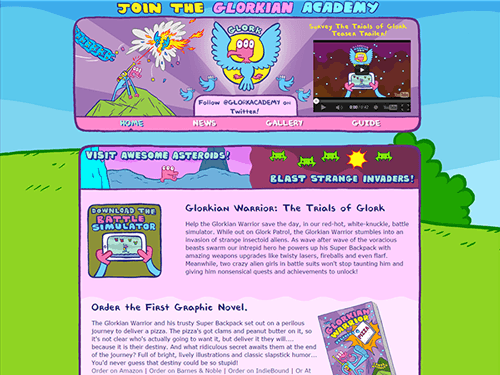 JOIN THE GLORKIAN ACADEMY
GLORK
Survey The Trials of Glork
Teaser Trailer!
Follow @GLORKACADEMY on
Twitter!
HOME NEWS GALLERY GUIDE
VISIT AWESOME ASTEROIDS!
BLAST STRANGE INVADERS!
DOWNLOAD THE
BATTLE
SIMULATOR
Glorkian Warrior: The Trials of Glork
Help the Glorkian Warrior save the day, in our red-hot, white-knuckle, battle
simulator. While out on Glork Patrol, the Glorkian Warrior stumbles into an
invasion of strange insectoid aliens. As wave after wave of the voracious
beasts swarm our intrepid hero he powers up his Super Backpack with
amazing weapons upgrades like twisty lasers, fireballs and even flarf.
Meanwhile, two crazy alien girls in battle suits won't stop taunting him and
giving him nonsensical quests and achievements to unlock!
Order the First Graphic Novel.
The Glorkian Warrior and his trusty Super Backpack set out on a perilous
journey to deliver a pizza. The pizza's got clams and peanut butter on it, so
it's not clear who's actually going to want it, but deliver it they will....
because it is their destiny. And what ridiculous secret awaits them at the end
of the journey? Full of bright, lively illustrations and classic slapstick humor....
You'd never guess that destiny could be so stupid!
Order on Amazon | Order on Barnes & Noble | Order on IndieBound | Or At
GLORKIAN
WARRIOR